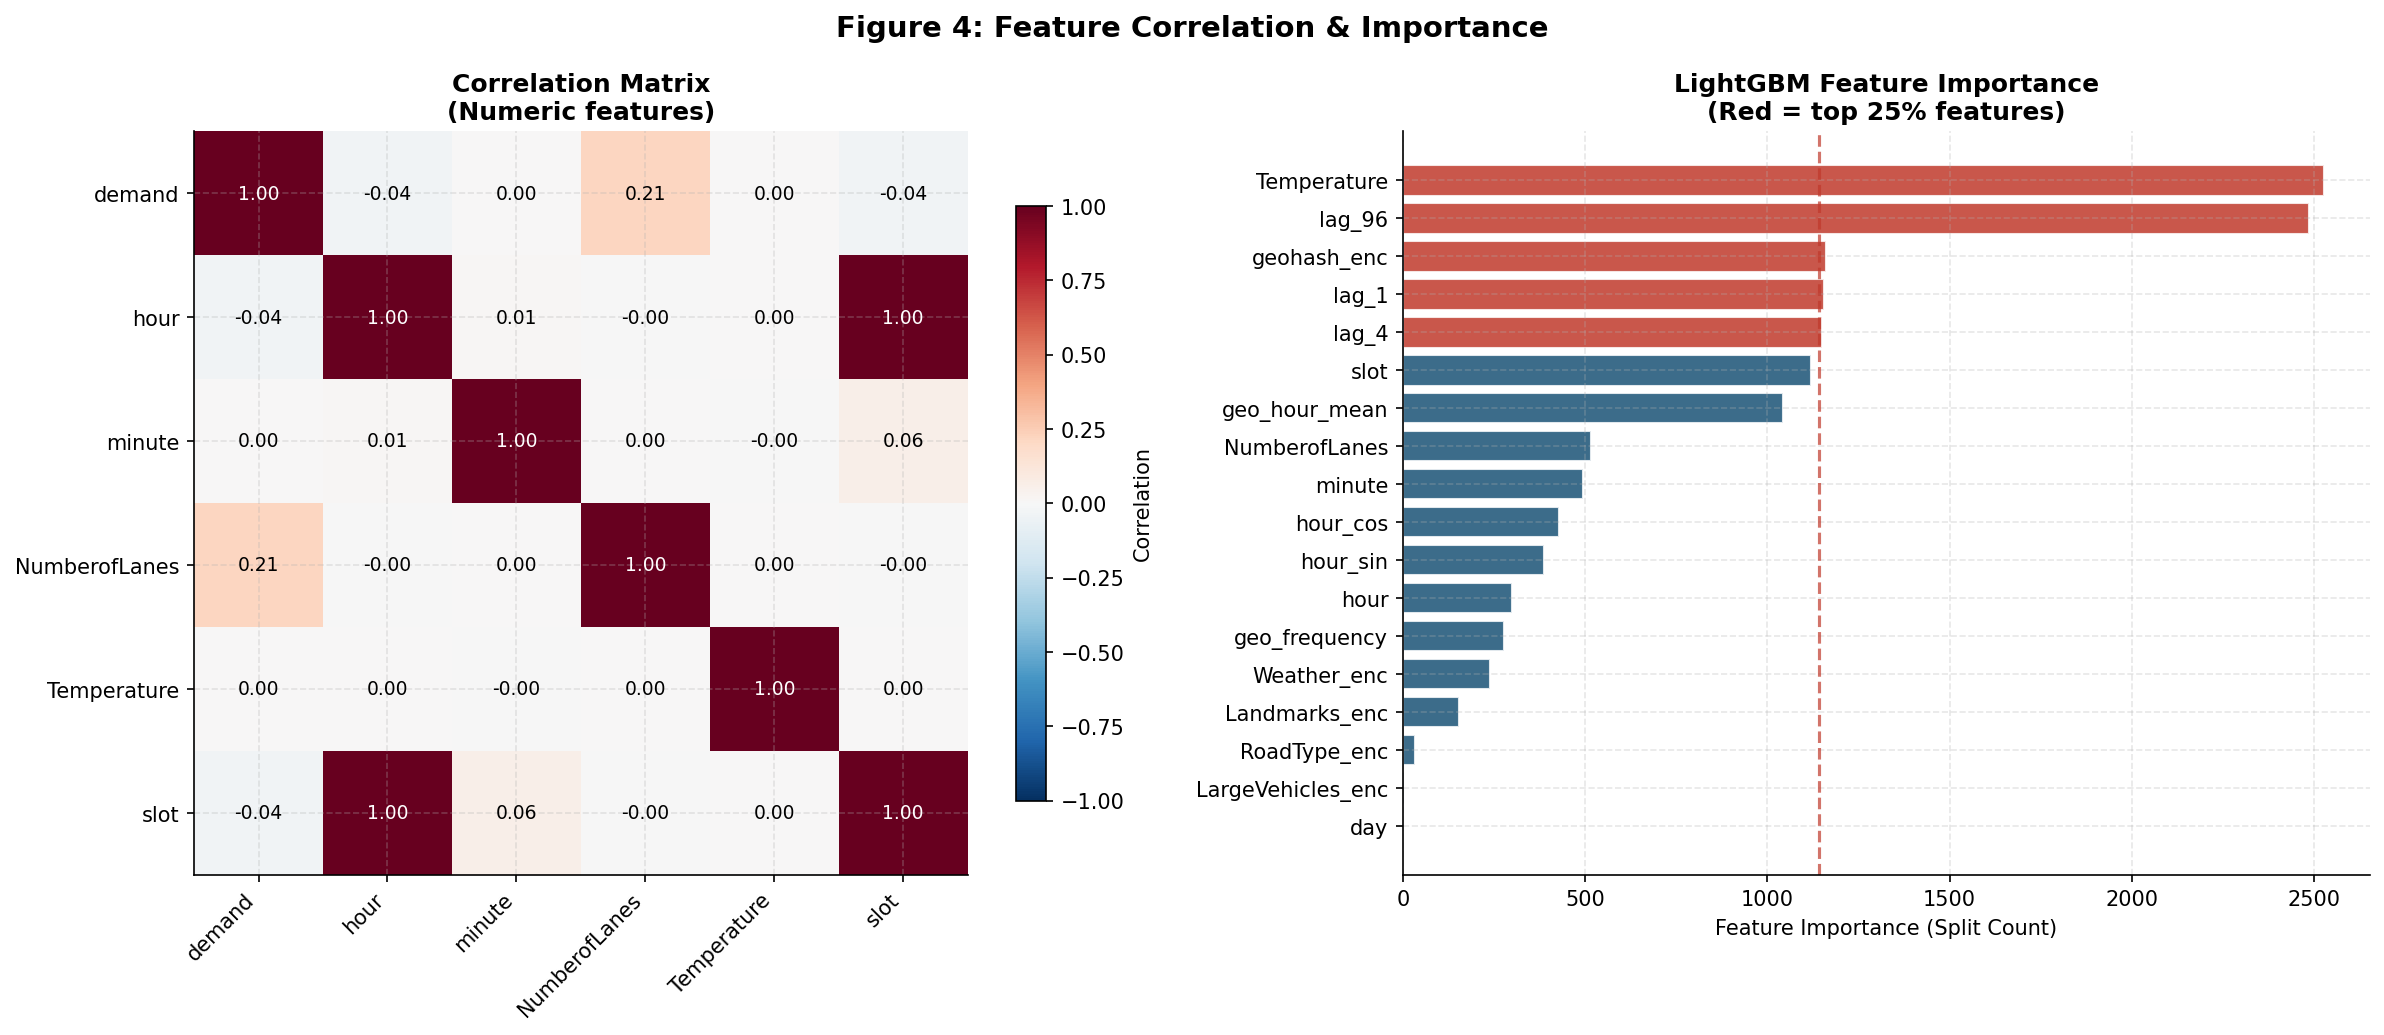 Figure 4: Feature Correlation & Importance
Correlation Matrix
(Numeric features)
demand 1.00 -0.04 0.00 0.21 0.00 -0.04
hour -0.04 1.00 0.01 -0.00 0.00 1.00
minute 0.00 0.01 1.00 0.00 -0.00 0.06
NumberofLanes 0.21 -0.00 0.00 1.00 0.00 -0.00
Temperature 0.00 0.00 -0.00 0.00 1.00 0.00
slot -0.04 1.00 0.06 -0.00 0.00 1.00
demand hour minute NumberofLanes Temperature slot
1.00
0.75
0.50
0.25
0.00
−0.25
−0.50
−0.75
−1.00
Correlation
LightGBM Feature Importance
(Red = top 25% features)
Temperature
lag_96
geohash_enc
lag_1
lag_4
slot
geo_hour_mean
NumberofLanes
minute
hour_cos
hour_sin
hour
geo_frequency
Weather_enc
Landmarks_enc
RoadType_enc
LargeVehicles_enc
day
0 500 1000 1500 2000 2500
Feature Importance (Split Count)